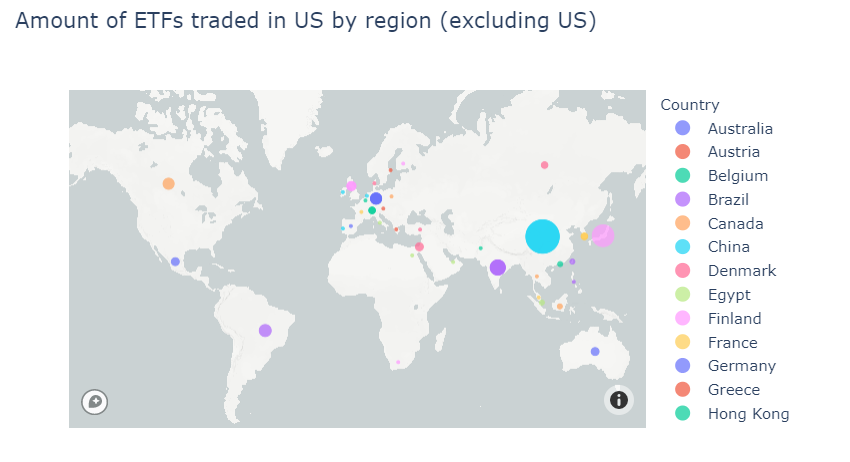 Amount of ETFs traded in US by region (excluding US)
Country
Australia
Austria
Belgium
Brazil
Canada
China
Denmark
Egypt
Finland
France
Germany
Greece
Hong Kong